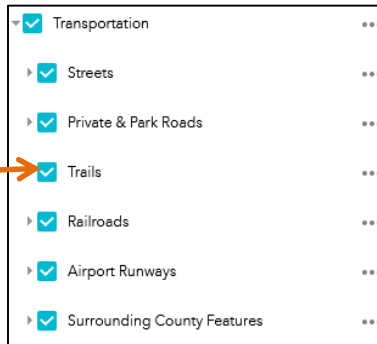 Transportation
Streets
Private & Park Roads
Trails
Railroads
Airport Runways
Surrounding County Features